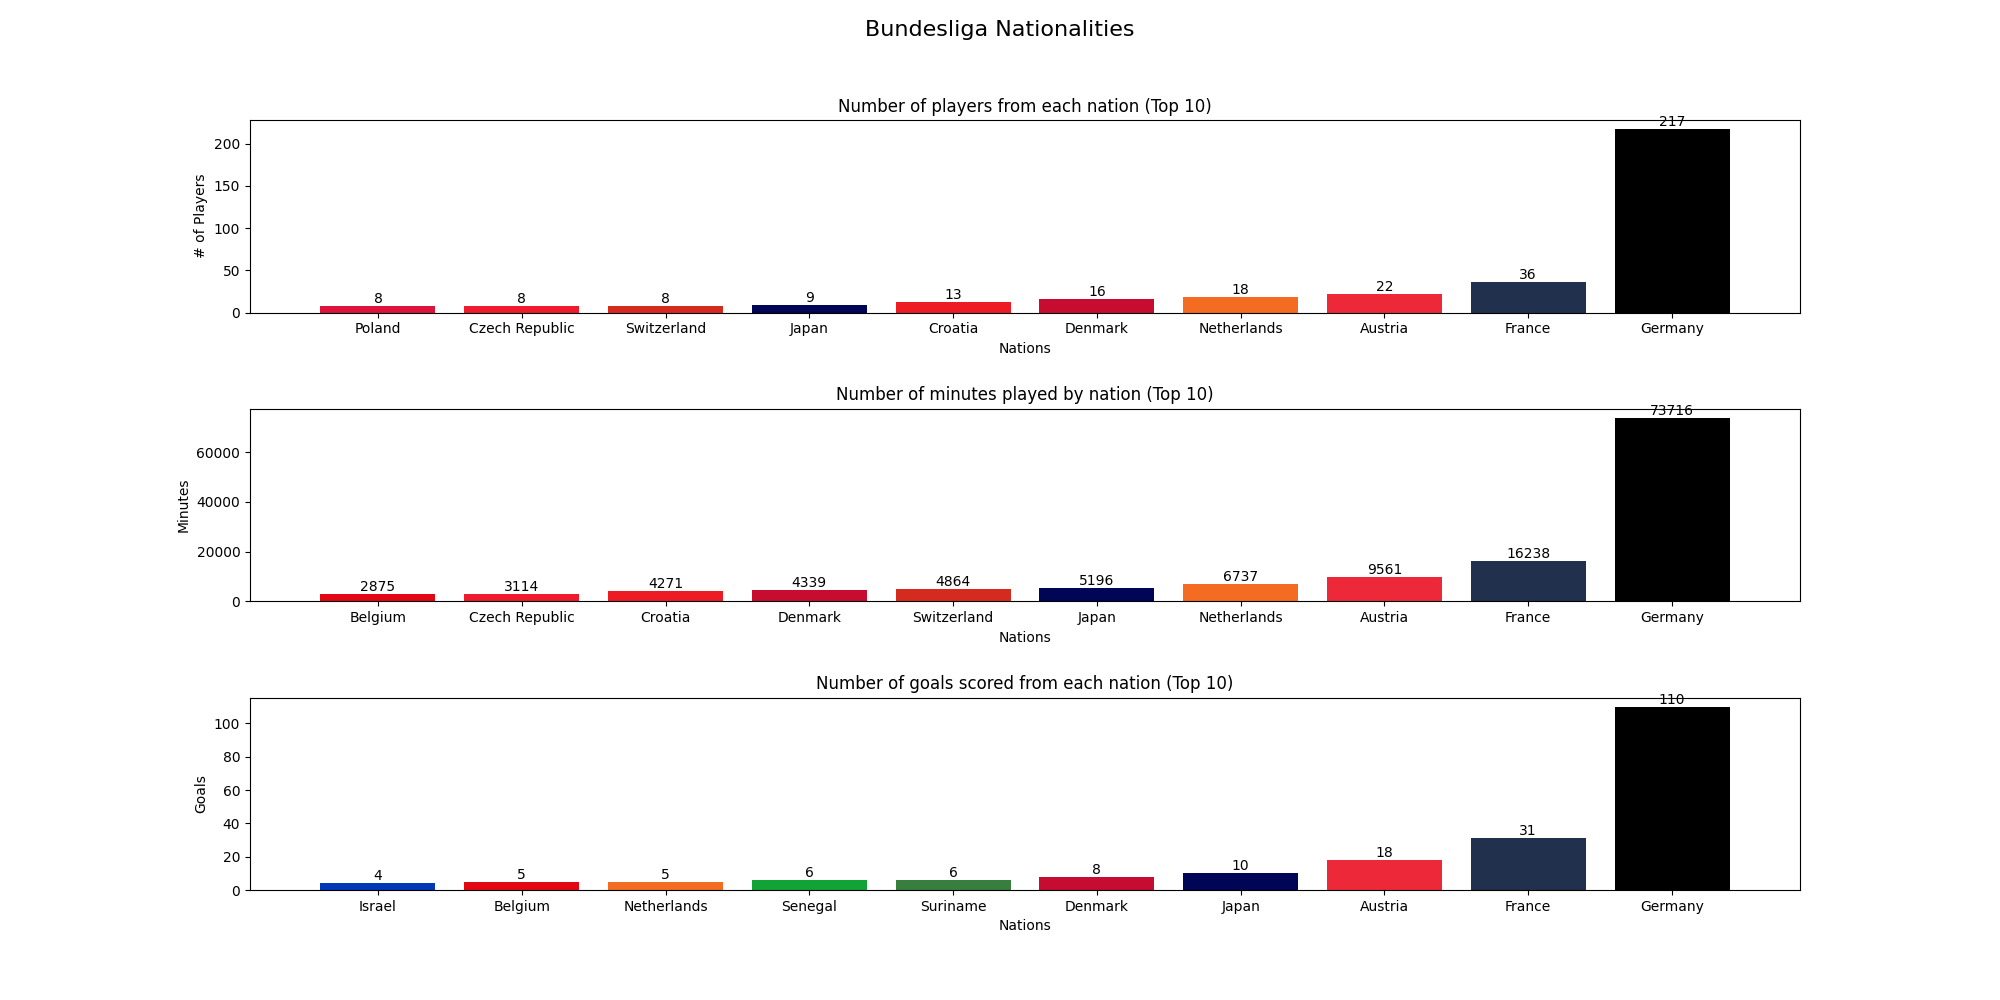 Bundesliga Nationalities
Number of players from each nation (Top 10)
# of Players
200
150
100
50
0
8 8 8 9 13 16 18 22 36 217
Poland Czech Republic Switzerland Japan Croatia Denmark Netherlands Austria France Germany
Nations
Number of minutes played by nation (Top 10)
Minutes
60000
40000
20000
0
2875 3114 4271 4339 4864 5196 6737 9561 16238 73716
Belgium Czech Republic Croatia Denmark Switzerland Japan Netherlands Austria France Germany
Nations
Number of goals scored from each nation (Top 10)
Goals
100
80
60
40
20
0
4 5 5 6 6 8 10 18 31 110
Israel Belgium Netherlands Senegal Suriname Denmark Japan Austria France Germany
Nations